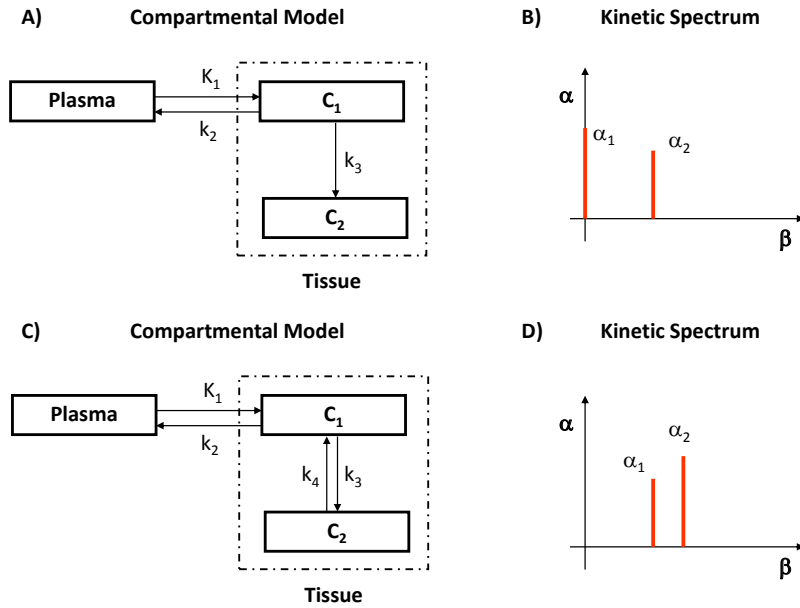 A) Compartmental Model B) Kinetic Spectrum
K1
Plasma C1
k2
k3
C2
Tissue
α
α1 α2
β
C) Compartmental Model D) Kinetic Spectrum
K1
Plasma C1
k2
k4 k3
C2
Tissue
α
α1 α2
β